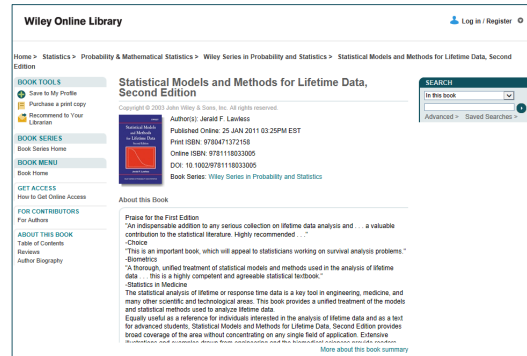 Wiley Online Library
Log in / Register
Home > Statistics > Probability & Mathematical Statistics > Wiley Series in Probability and Statistics > Statistical Models and Methods for Lifetime Data, Second
Edition
BOOK TOOLS
Save to My Profile
Purchase a print copy
Recommend to Your
Librarian
BOOK SERIES
Book Series Home
BOOK MENU
Book Home
GET ACCESS
How to Get Online Access
FOR CONTRIBUTORS
For Authors
ABOUT THIS BOOK
Table of Contents
Reviews
Author Biography
Statistical Models and Methods for Lifetime Data,
Second Edition
Copyright © 2003 John Wiley & Sons, Inc. All rights reserved.
Statistical Models
and Methods
for Lifetime Data
Author(s): Jerald F. Lawless
Published Online: 25 JAN 2011 03:25PM EST
Print ISBN: 9780471372158
Online ISBN: 9781118033005
DOI: 10.1002/9781118033005
Book Series: Wiley Series in Probability and Statistics
About this Book
Praise for the First Edition
"An indispensable addition to any serious collection on lifetime data analysis and . . . a valuable
contribution to the statistical literature. Highly recommended . . ."
-Choice
"This is an important book, which will appeal to statisticians working on survival analysis problems."
-Biometrics
"A thorough, unified treatment of statistical models and methods used in the analysis of lifetime
data . . . this is a highly competent and agreeable statistical textbook."
-Statistics in Medicine
The statistical analysis of lifetime or response time data is a key tool in engineering, medicine, and
many other scientific and technological areas. This book provides a unified treatment of the models
and statistical methods used to analyze lifetime data.
Equally useful as a reference for individuals interested in the analysis of lifetime data and as a text
for advanced students, Statistical Models and Methods for Lifetime Data, Second Edition provides
broad coverage of the area without concentrating on any single field of application. Extensive
More about this book summary
SEARCH
In this book
Advanced > Saved Searches >